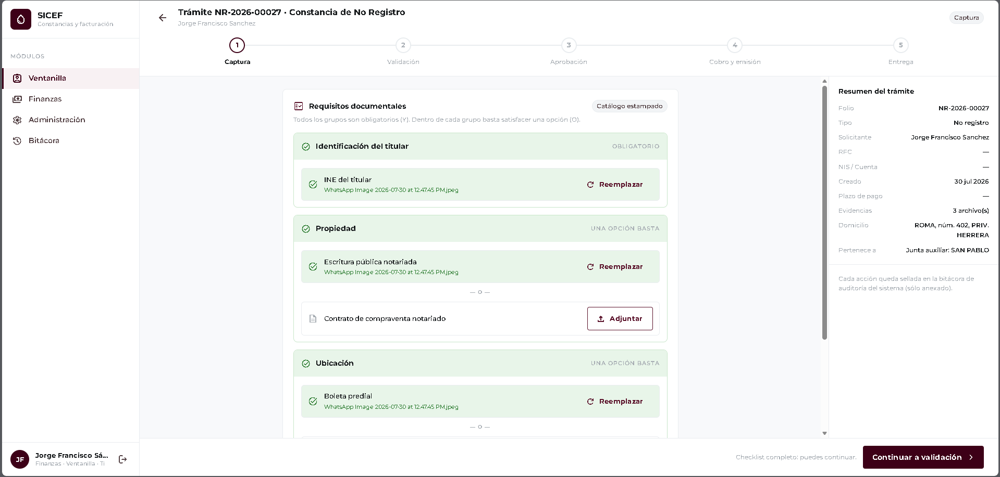 SICEF
Constancias y facturación
MÓDULOS
Ventanilla
Finanzas
Administración
Bitácora
Jorge Francisco Sá...
Finanzas · Ventanilla · Ti
JF
Trámite NR-2026-00027 · Constancia de No Registro
Jorge Francisco Sanchez
Captura
1
Captura
2
Validación
3
Aprobación
4
Cobro y emisión
5
Entrega
Requisitos documentales
Catálogo estampado
Todos los grupos son obligatorios (Y). Dentro de cada grupo basta satisfacer una opción (O).
Identificación del titular
OBLIGATORIO
INE del titular
WhatsApp Image 2026-07-30 at 12.47.45 PM.jpeg
Reemplazar
Propiedad
UNA OPCIÓN BASTA
Escritura pública notariada
WhatsApp Image 2026-07-30 at 12.47.45 PM.jpeg
Reemplazar
— O —
Contrato de compraventa notariado
Adjuntar
Ubicación
UNA OPCIÓN BASTA
Boleta predial
WhatsApp Image 2026-07-30 at 12.47.45 PM.jpeg
Reemplazar
— O —
Resumen del trámite
Folio NR-2026-00027
Tipo No registro
Solicitante Jorge Francisco Sanchez
RFC —
NIS / Cuenta —
Creado 30 jul 2026
Plazo de pago —
Evidencias 3 archivo(s)
Domicilio ROMA, núm. 402, PRIV.
HERRERA
Pertenece a Junta auxiliar: SAN PABLO
Cada acción queda sellada en la bitácora de
auditoría del sistema (sólo anexado).
Checklist completo: puedes continuar.
Continuar a validación